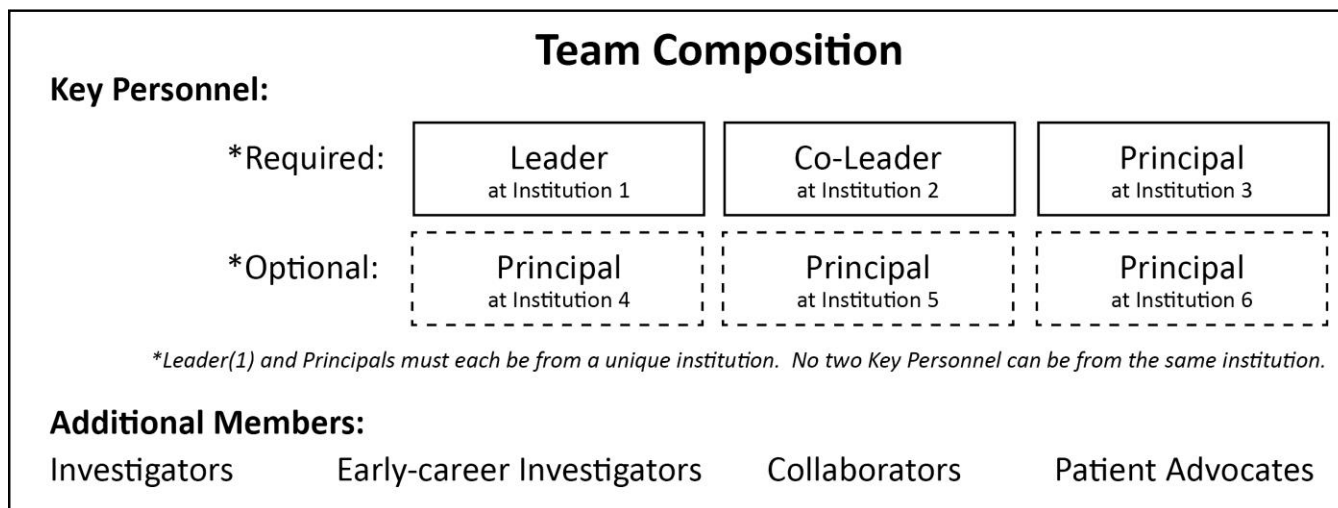 Team Composition
Key Personnel:
*Required:
Leader
at Institution 1
Co-Leader
at Institution 2
Principal
at Institution 3
*Optional:
Principal
at Institution 4
Principal
at Institution 5
Principal
at Institution 6
*Leader(1) and Principals must each be from a unique institution.  No two Key Personnel can be from the same institution.
Additional Members:
Investigators
Early-career Investigators
Collaborators
Patient Advocates